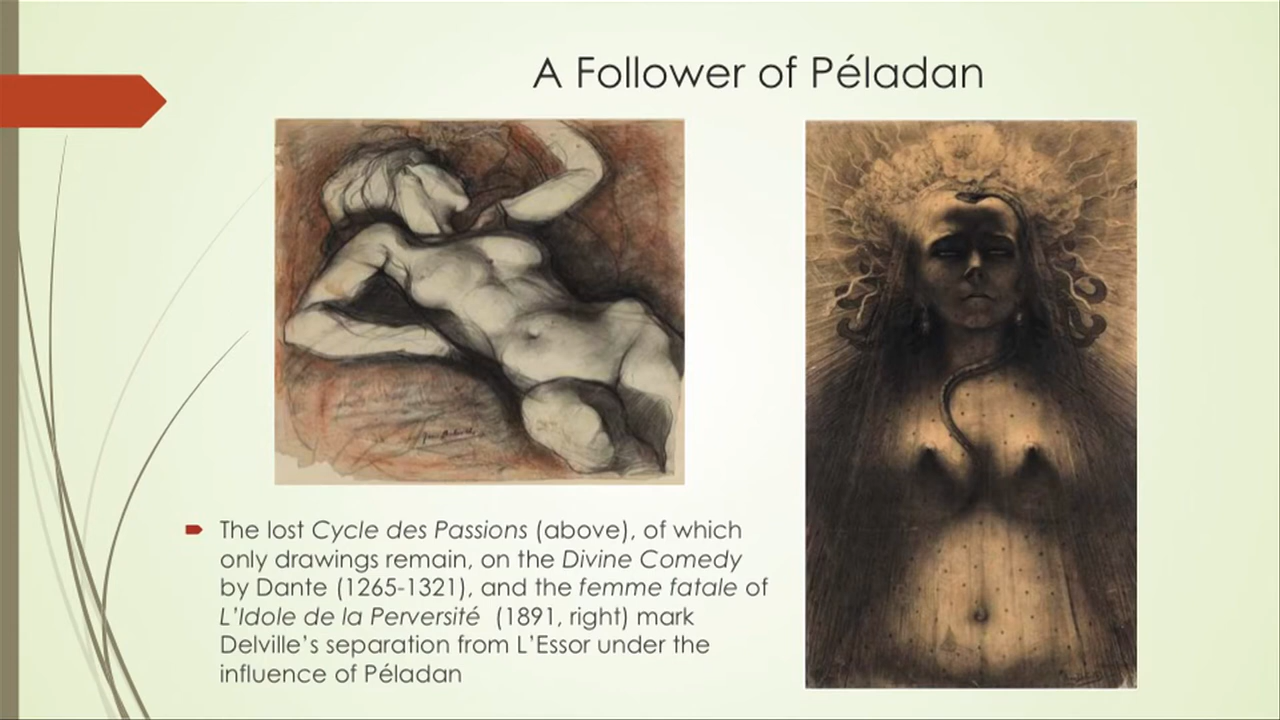 A Follower of Péladan
The lost Cycle des Passions (above), of which
only drawings remain, on the Divine Comedy
by Dante (1265-1321), and the femme fatale of
L'Idole de la Perversité (1891, right) mark
Delville's separation from L'Essor under the
influence of Péladan